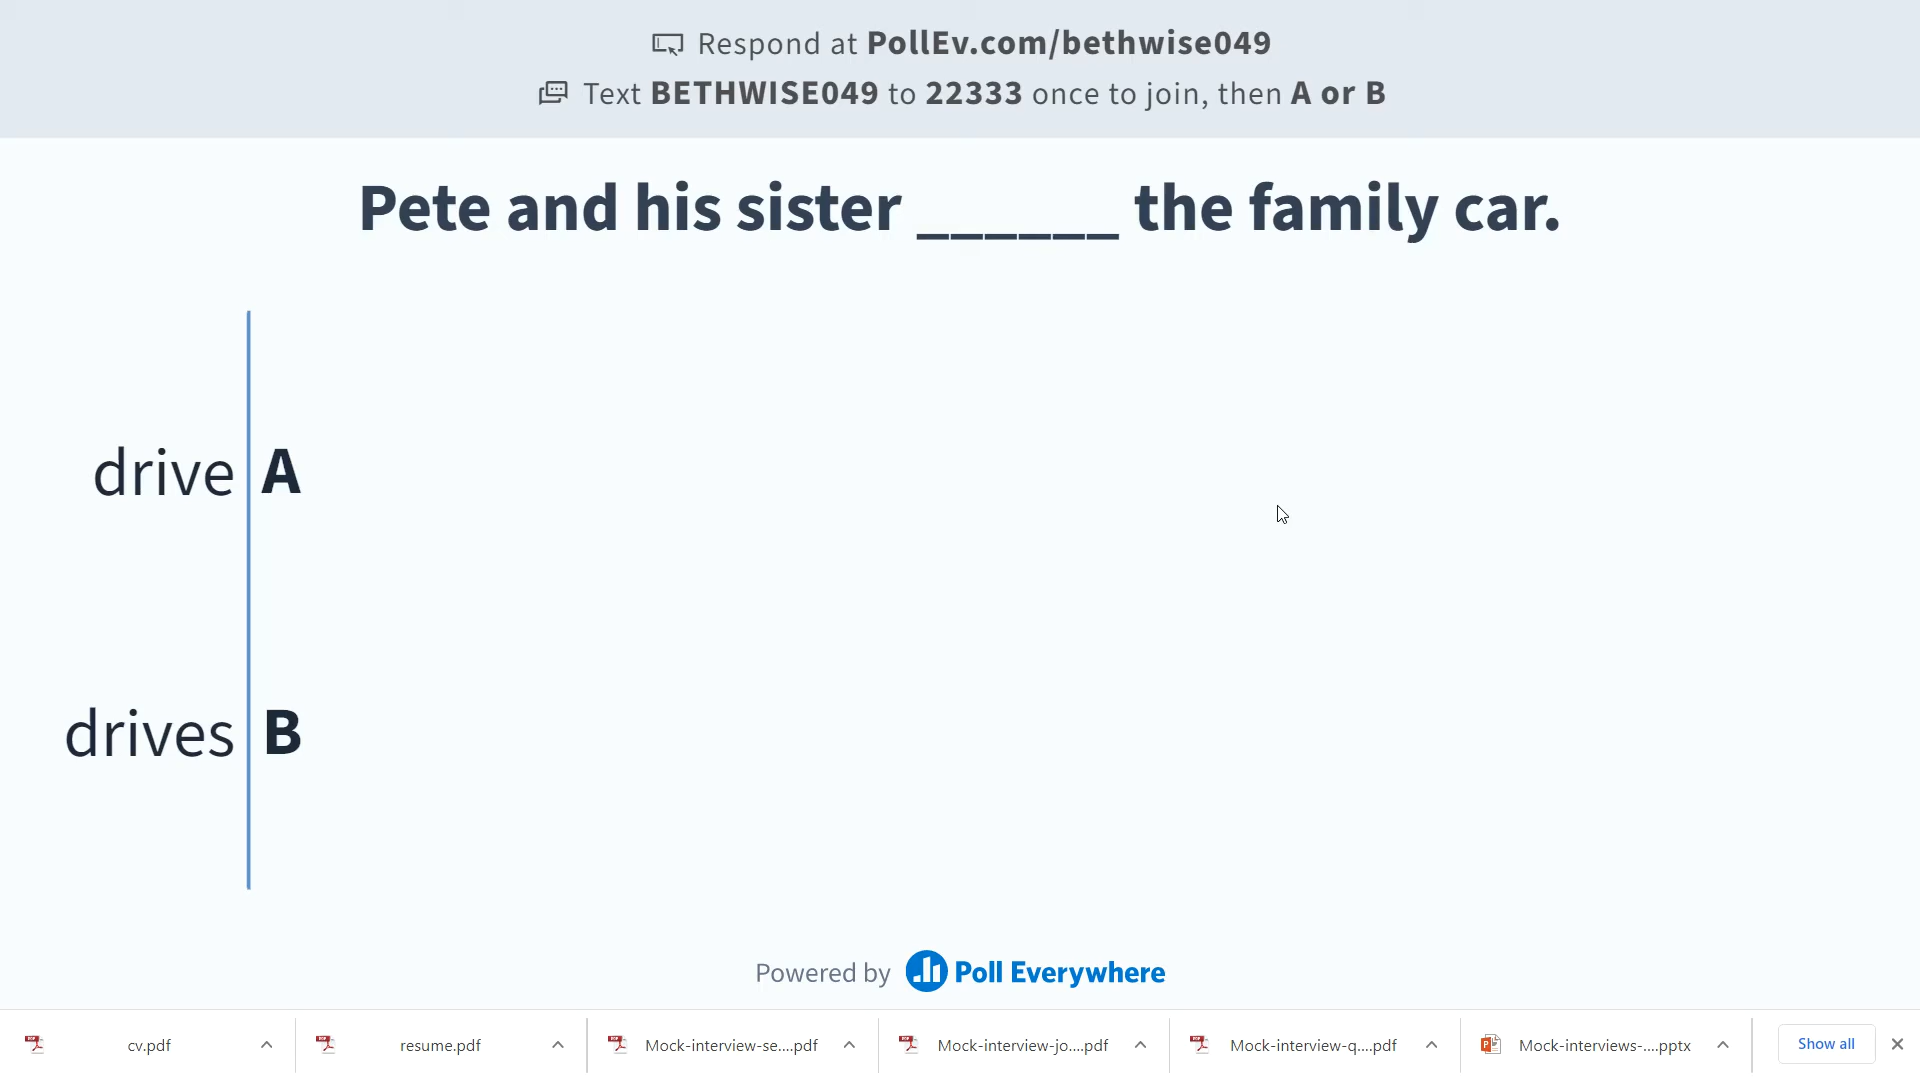 Respond at PollEv.com/bethwise049
Text BETHWISE049 to 22333 once to join, then A or B
Pete and his sister ______ the family car.
drive A
drives B
Powered by Poll Everywhere
cv.pdf resume.pdf Mock-interview-se....pdf Mock-interview-jo....pdf Mock-interview-q....pdf Mock-interviews-....pptx Show all